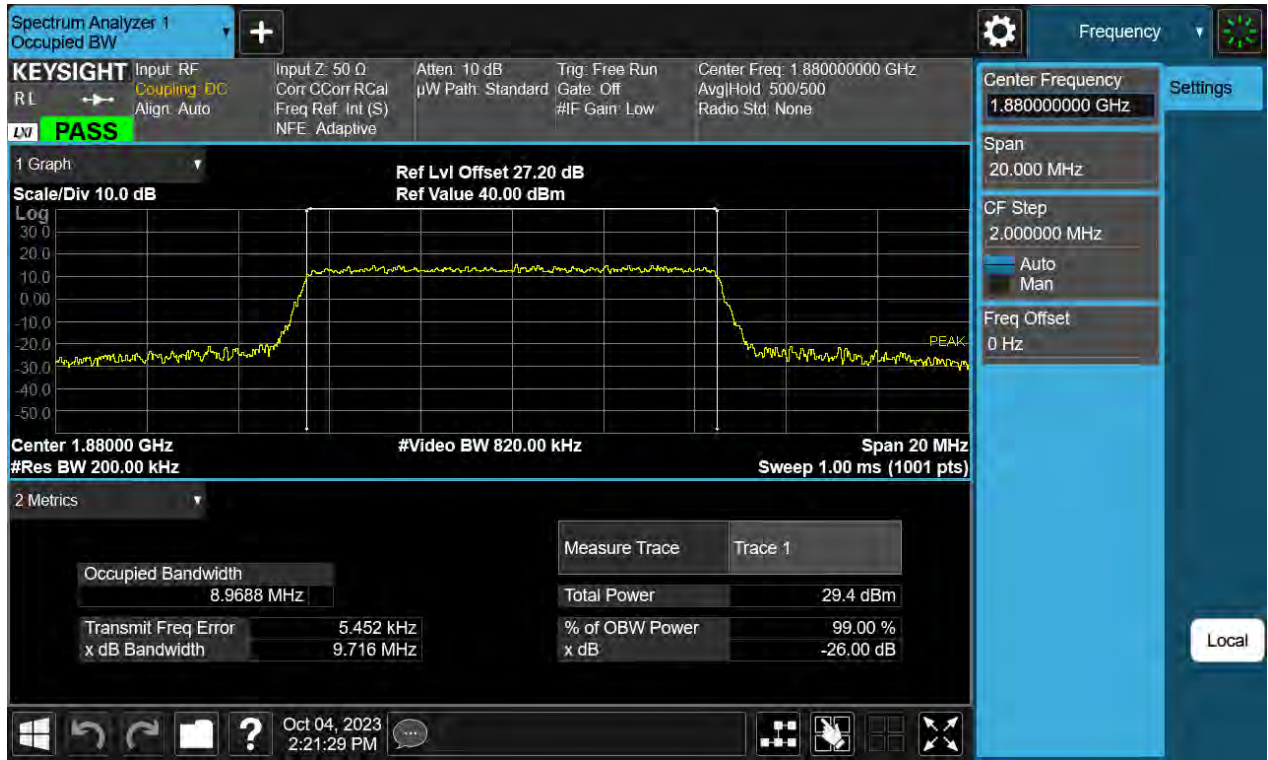 Spectrum Analyzer 1
Occupied BW
+
Frequency
KEYSIGHT
RL
LXI
PASS
Input: RF
Coupling: DC
Align: Auto
Input Z: 50 Ω
Corr CCorr RCal
Freq Ref: Int (S)
NFE: Adaptive
Atten: 10 dB
µW Path: Standard
Trig: Free Run
Gate: Off
#IF Gain: Low
Center Freq: 1.880000000 GHz
Avg|Hold: 500/500
Radio Std: None
Center Frequency
1.880000000 GHz
Settings
Span
20.000 MHz
CF Step
2.000000 MHz
Auto
Man
Freq Offset
0 Hz
Local
1 Graph
Scale/Div 10.0 dB
Ref Lvl Offset 27.20 dB
Ref Value 40.00 dBm
Log
30.0
20.0
10.0
0.00
-10.0
-20.0
-30.0
-40.0
-50.0
PEAK
Center 1.88000 GHz
#Video BW 820.00 kHz
Span 20 MHz
#Res BW 200.00 kHz
Sweep 1.00 ms (1001 pts)
2 Metrics
Measure Trace Trace 1
Occupied Bandwidth
8.9688 MHz
Total Power 29.4 dBm
Transmit Freq Error 5.452 kHz
% of OBW Power 99.00 %
x dB Bandwidth 9.716 MHz
x dB -26.00 dB
?
Oct 04, 2023
2:21:29 PM